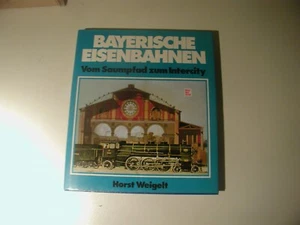 BAYERISCHE
EISENBAHNEN
Vom Saumpfad zum Intercity
Horst Weigelt